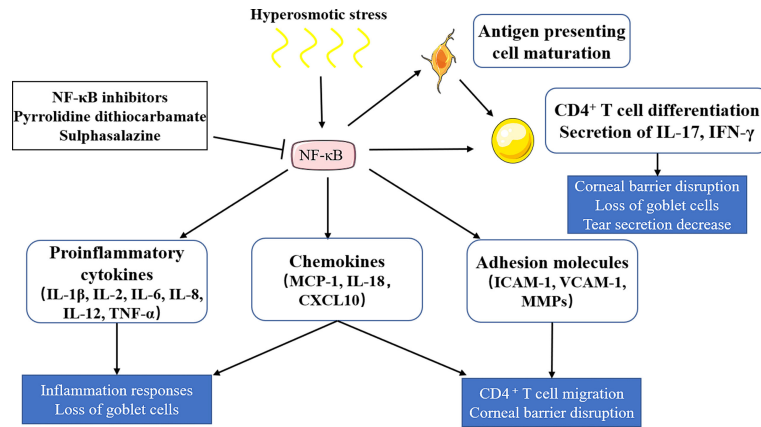 Hyperosmotic stress
Antigen presenting
cell maturation
NF-κB inhibitors
Pyrrolidine dithiocarbamate
Sulphasalazine
CD4⁺ T cell differentiation
Secretion of IL-17, IFN-γ
NF-κB
Corneal barrier disruption
Loss of goblet cells
Tear secretion decrease
Proinflammatory
cytokines
(IL-1β, IL-2, IL-6, IL-8,
IL-12, TNF-α)
Chemokines
(MCP-1, IL-18,
CXCL10)
Adhesion molecules
(ICAM-1, VCAM-1,
MMPs)
Inflammation responses
Loss of goblet cells
CD4⁺ T cell migration
Corneal barrier disruption